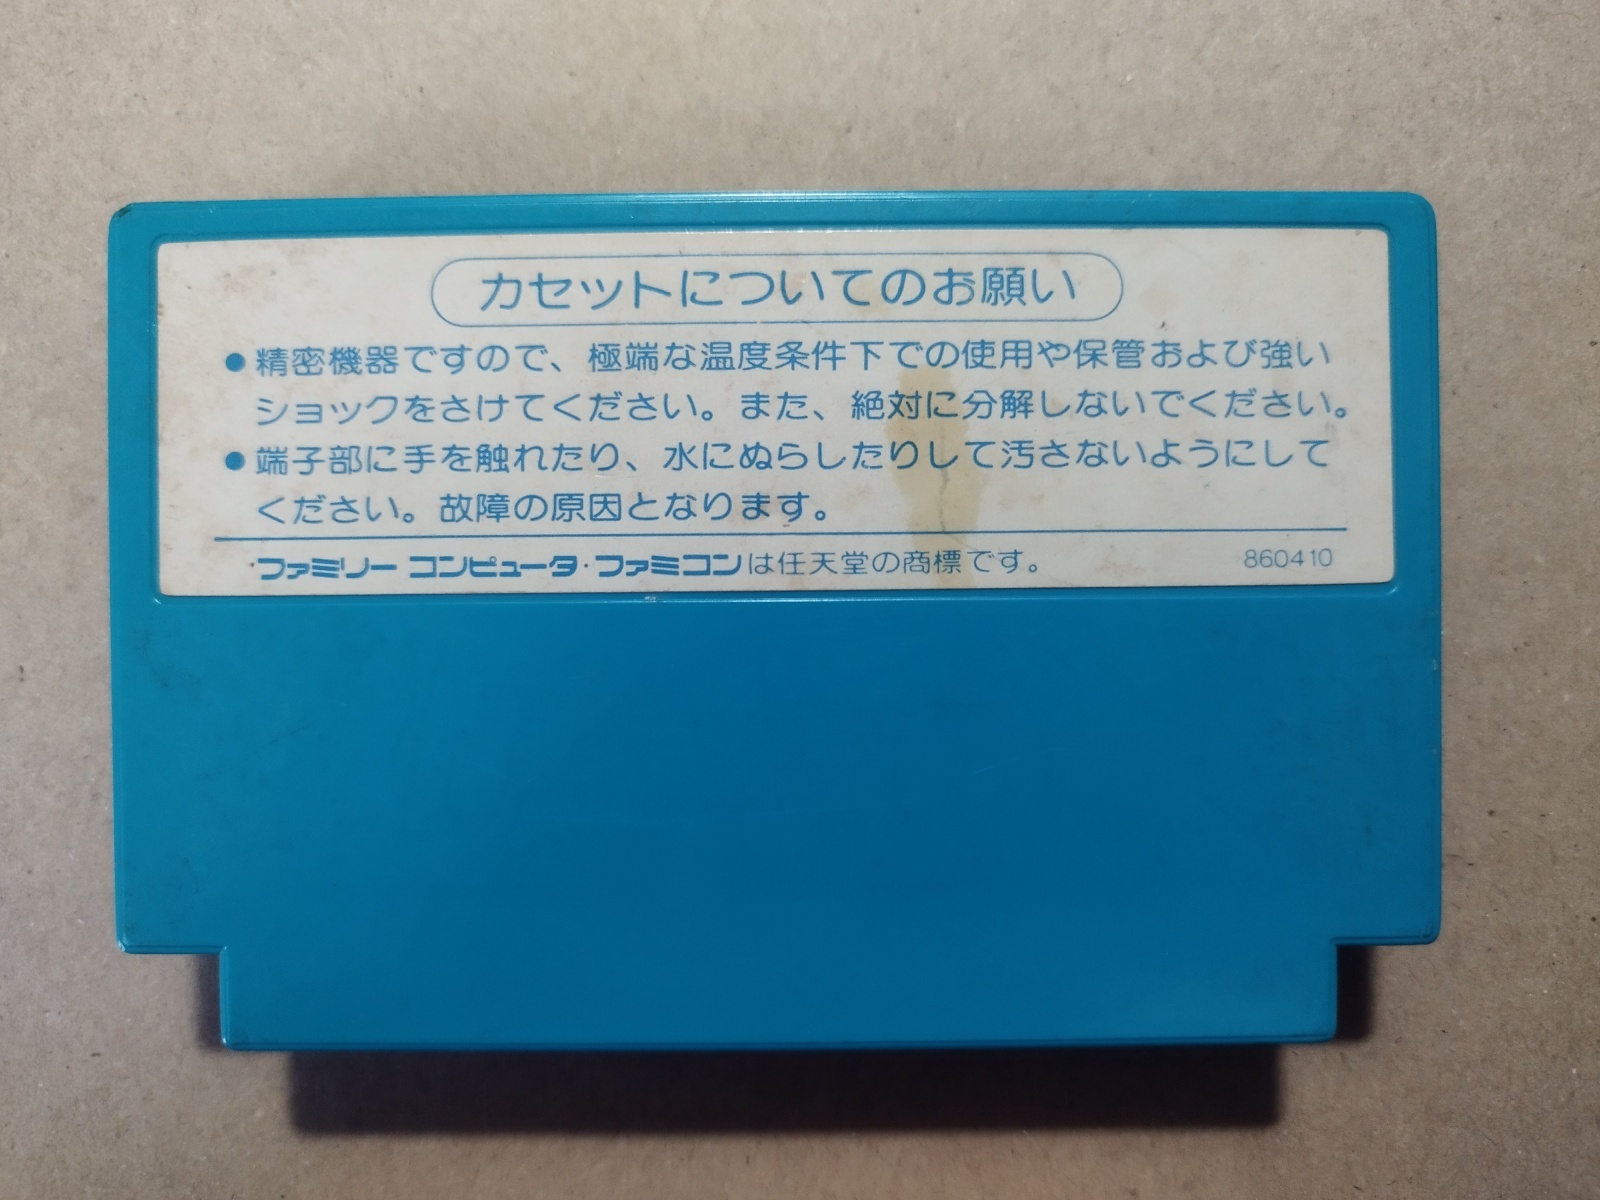 カセットについてのお願い
●精密機器ですので、極端な温度条件下での使用や保管および強い
ショックをさけてください。また、絶対に分解しないでください。
●端子部に手を触れたり、水にぬらしたりして汚さないようにして
ください。故障の原因となります。
ファミリー コンピュータ・ファミコンは任天堂の商標です。 860410